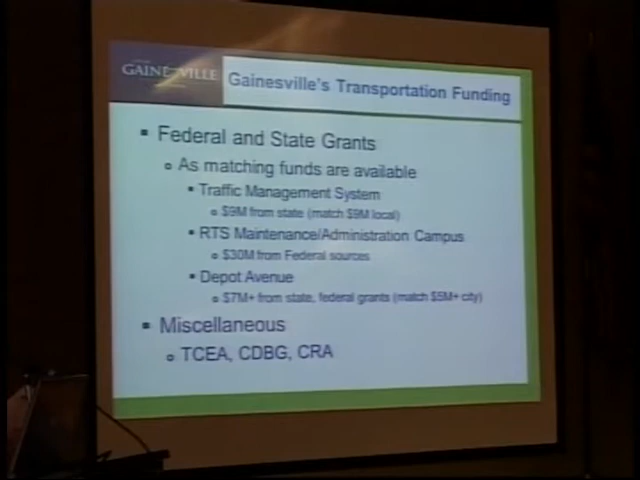 GAINESVILLE
Gainesville's Transportation Funding
▪ Federal and State Grants
o As matching funds are available
▪ Traffic Management System
o $9M from state (match $9M local)
▪ RTS Maintenance/Administration Campus
o $30M from Federal sources
▪ Depot Avenue
o $7M+ from state, federal grants (match $5M+ city)
▪ Miscellaneous
o TCEA, CDBG, CRA